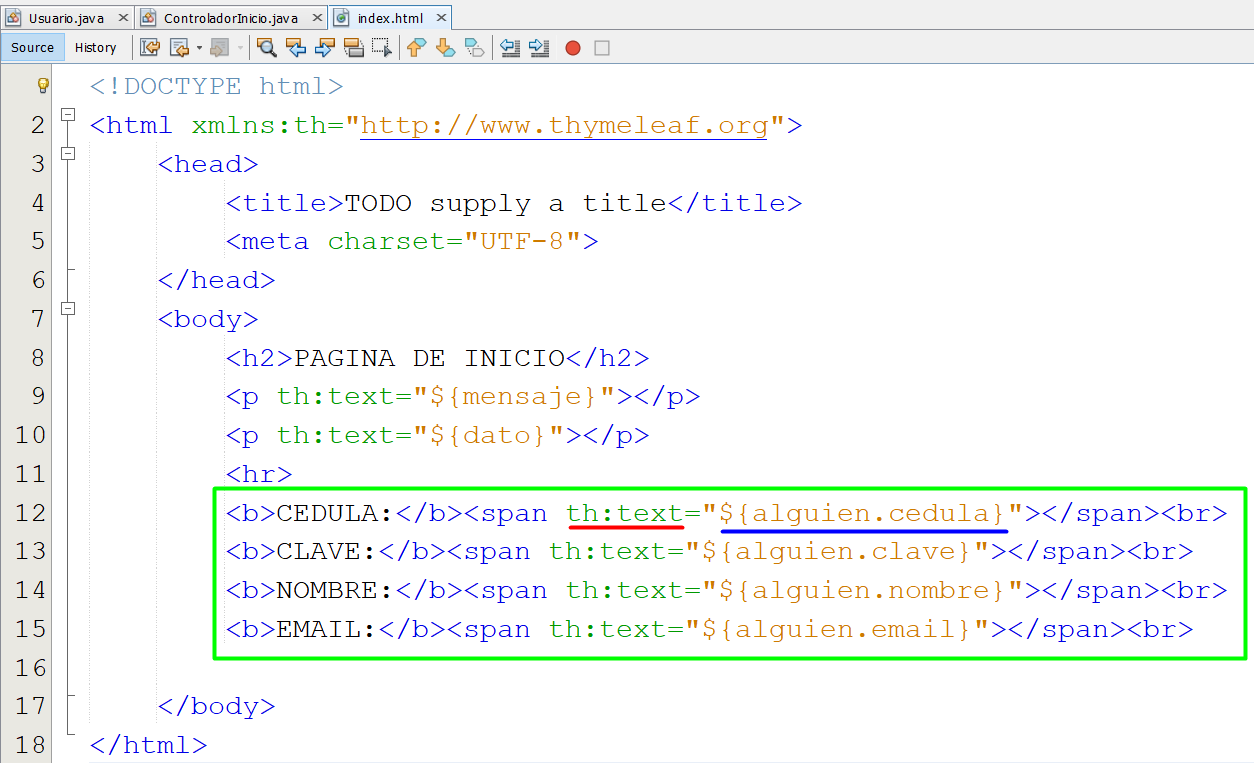 Usuario.java ControladorInicio.java index.html
Source History
<!DOCTYPE html>
2 <html xmlns:th="http://www.thymeleaf.org">
3 <head>
4 <title>TODO supply a title</title>
5 <meta charset="UTF-8">
6 </head>
7 <body>
8 <h2>PAGINA DE INICIO</h2>
9 <p th:text="${mensaje}"></p>
10 <p th:text="${dato}"></p>
11 <hr>
12 <b>CEDULA:</b><span th:text="${alguien.cedula}"></span><br>
13 <b>CLAVE:</b><span th:text="${alguien.clave}"></span><br>
14 <b>NOMBRE:</b><span th:text="${alguien.nombre}"></span><br>
15 <b>EMAIL:</b><span th:text="${alguien.email}"></span><br>
16
17 </body>
18 </html>